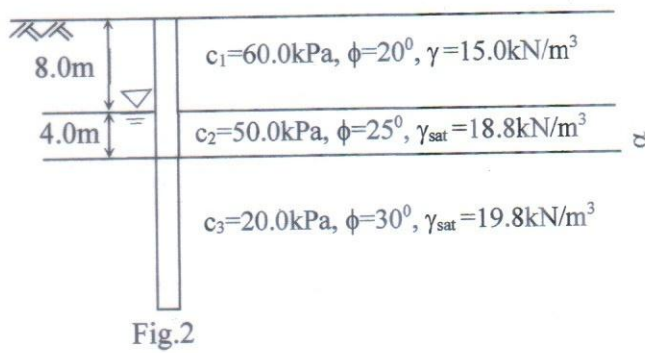 8.0m
c₁=60.0kPa, ϕ=20⁰, γ=15.0kN/m³
4.0m
c₂=50.0kPa, ϕ=25⁰, γsat=18.8kN/m³
c₃=20.0kPa, ϕ=30⁰, γsat=19.8kN/m³
Fig.2